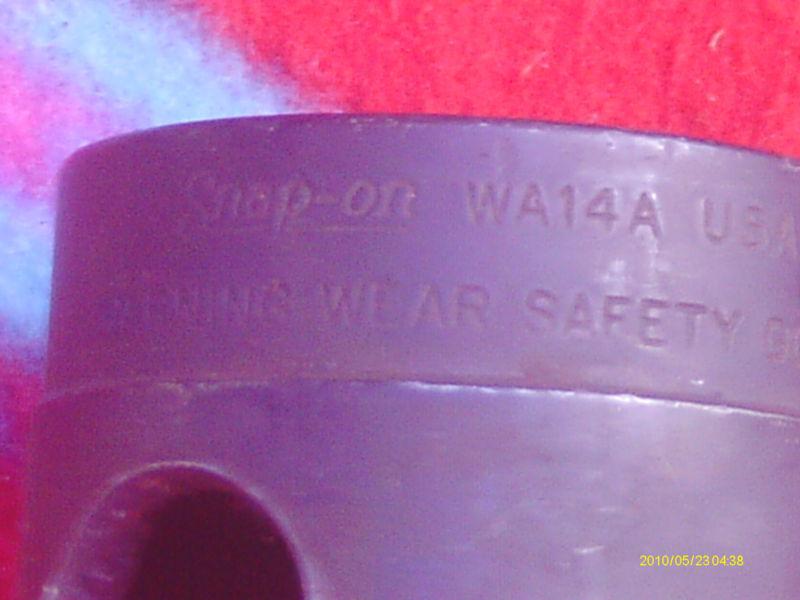 Snap-on WA14A USA
WEAR SAFETY
2010/05/23 04:38